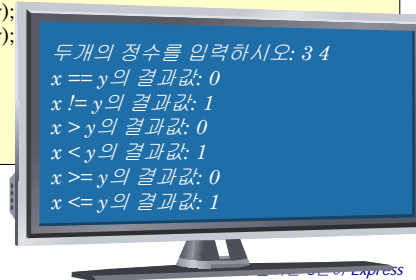 );
);
두개의 정수를 입력하시오: 3 4
x == y의 결과값: 0
x != y의 결과값: 1
x > y의 결과값: 0
x < y의 결과값: 1
x >= y의 결과값: 0
x <= y의 결과값: 1
Express